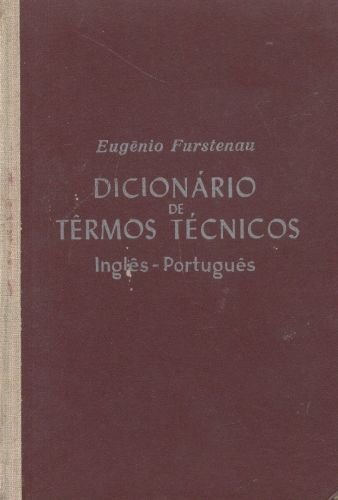 Eugênio Furstenau
DICIONÁRIO
DE
TÊRMOS TÉCNICOS
Inglês-Português